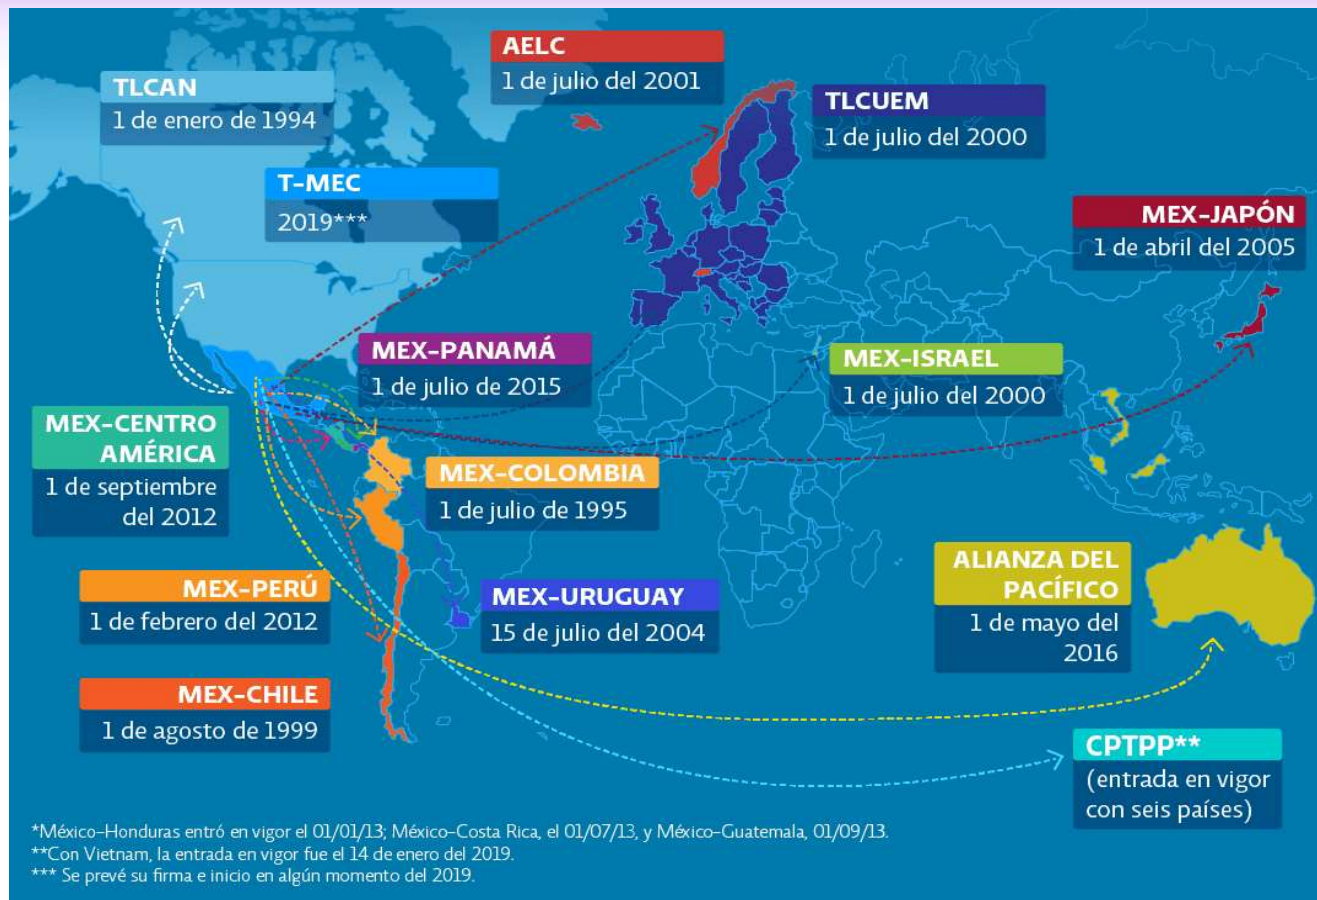 AELC
1 de julio del 2001
TLCAN
1 de enero de 1994
TLCUEM
1 de julio del 2000
T-MEC
2019***
MEX-JAPÓN
1 de abril del 2005
MEX-PANAMÁ
1 de julio de 2015
MEX-ISRAEL
1 de julio del 2000
MEX-CENTRO
AMÉRICA
1 de septiembre
del 2012
MEX-COLOMBIA
1 de julio de 1995
ALIANZA DEL
PACÍFICO
1 de mayo del
2016
MEX-PERÚ
1 de febrero del 2012
MEX-URUGUAY
15 de julio del 2004
MEX-CHILE
1 de agosto de 1999
CPTPP**
(entrada en vigor
con seis países)
*México-Honduras entró en vigor el 01/01/13; México-Costa Rica, el 01/07/13, y México-Guatemala, 01/09/13.
**Con Vietnam, la entrada en vigor fue el 14 de enero del 2019.
*** Se prevé su firma e inicio en algún momento del 2019.